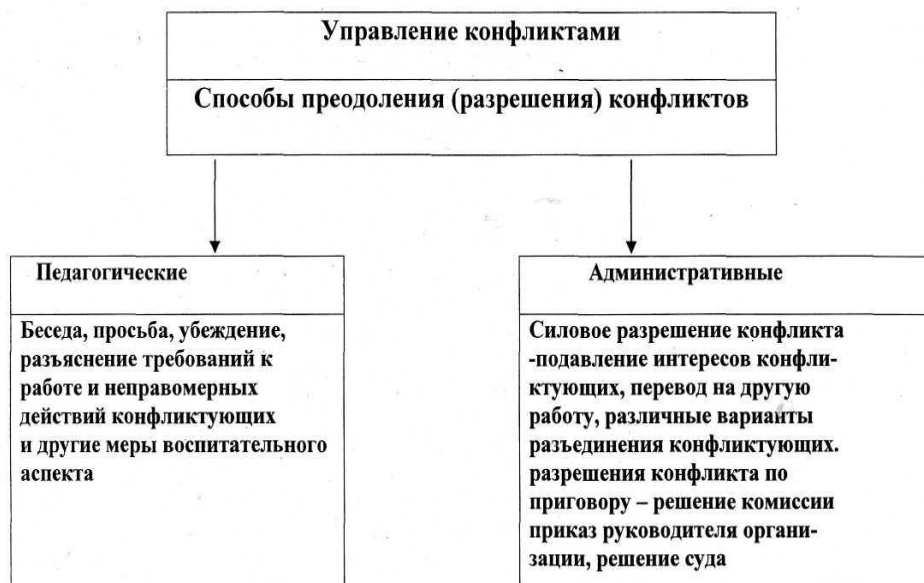 Управление конфликтами
Способы преодоления (разрешения) конфликтов
Педагогические
Беседа, просьба, убеждение,
разъяснение требований к
работе и неправомерных
действий конфликтующих
и другие меры воспитательного
аспекта
Административные
Силовое разрешение конфликта
-подавление интересов конфли-
ктующих, перевод на другую
работу, различные варианты
разъединения конфликтующих.
разрешения конфликта по
приговору – решение комиссии
приказ руководителя органи-
зации, решение суда